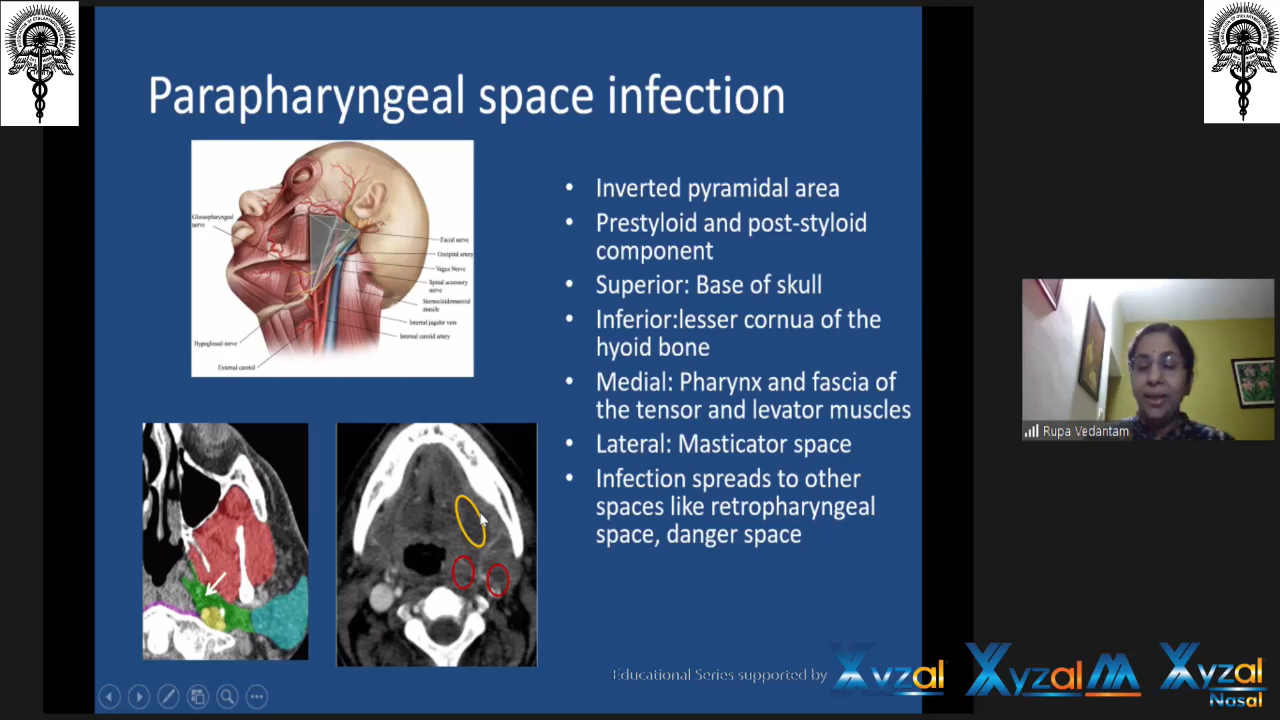 Parapharyngeal space infection
Glossopharyngeal
nerve
Facial nerve
Occipital artery
Vagus Nerve
Spinal accessory
nerve
Sternocleidomastoid
muscle
Internal jugular vein
Internal carotid artery
Hypoglossal nerve
External carotid
• Inverted pyramidal area
• Prestyloid and post-styloid
component
• Superior: Base of skull
• Inferior:lesser cornua of the
hyoid bone
• Medial: Pharynx and fascia of
the tensor and levator muscles
• Lateral: Masticator space
• Infection spreads to other
spaces like retropharyngeal
space, danger space
Rupa Vedantam
Educational Series supported by
Xyzal
Xyzal M
Xyzal
Nasal